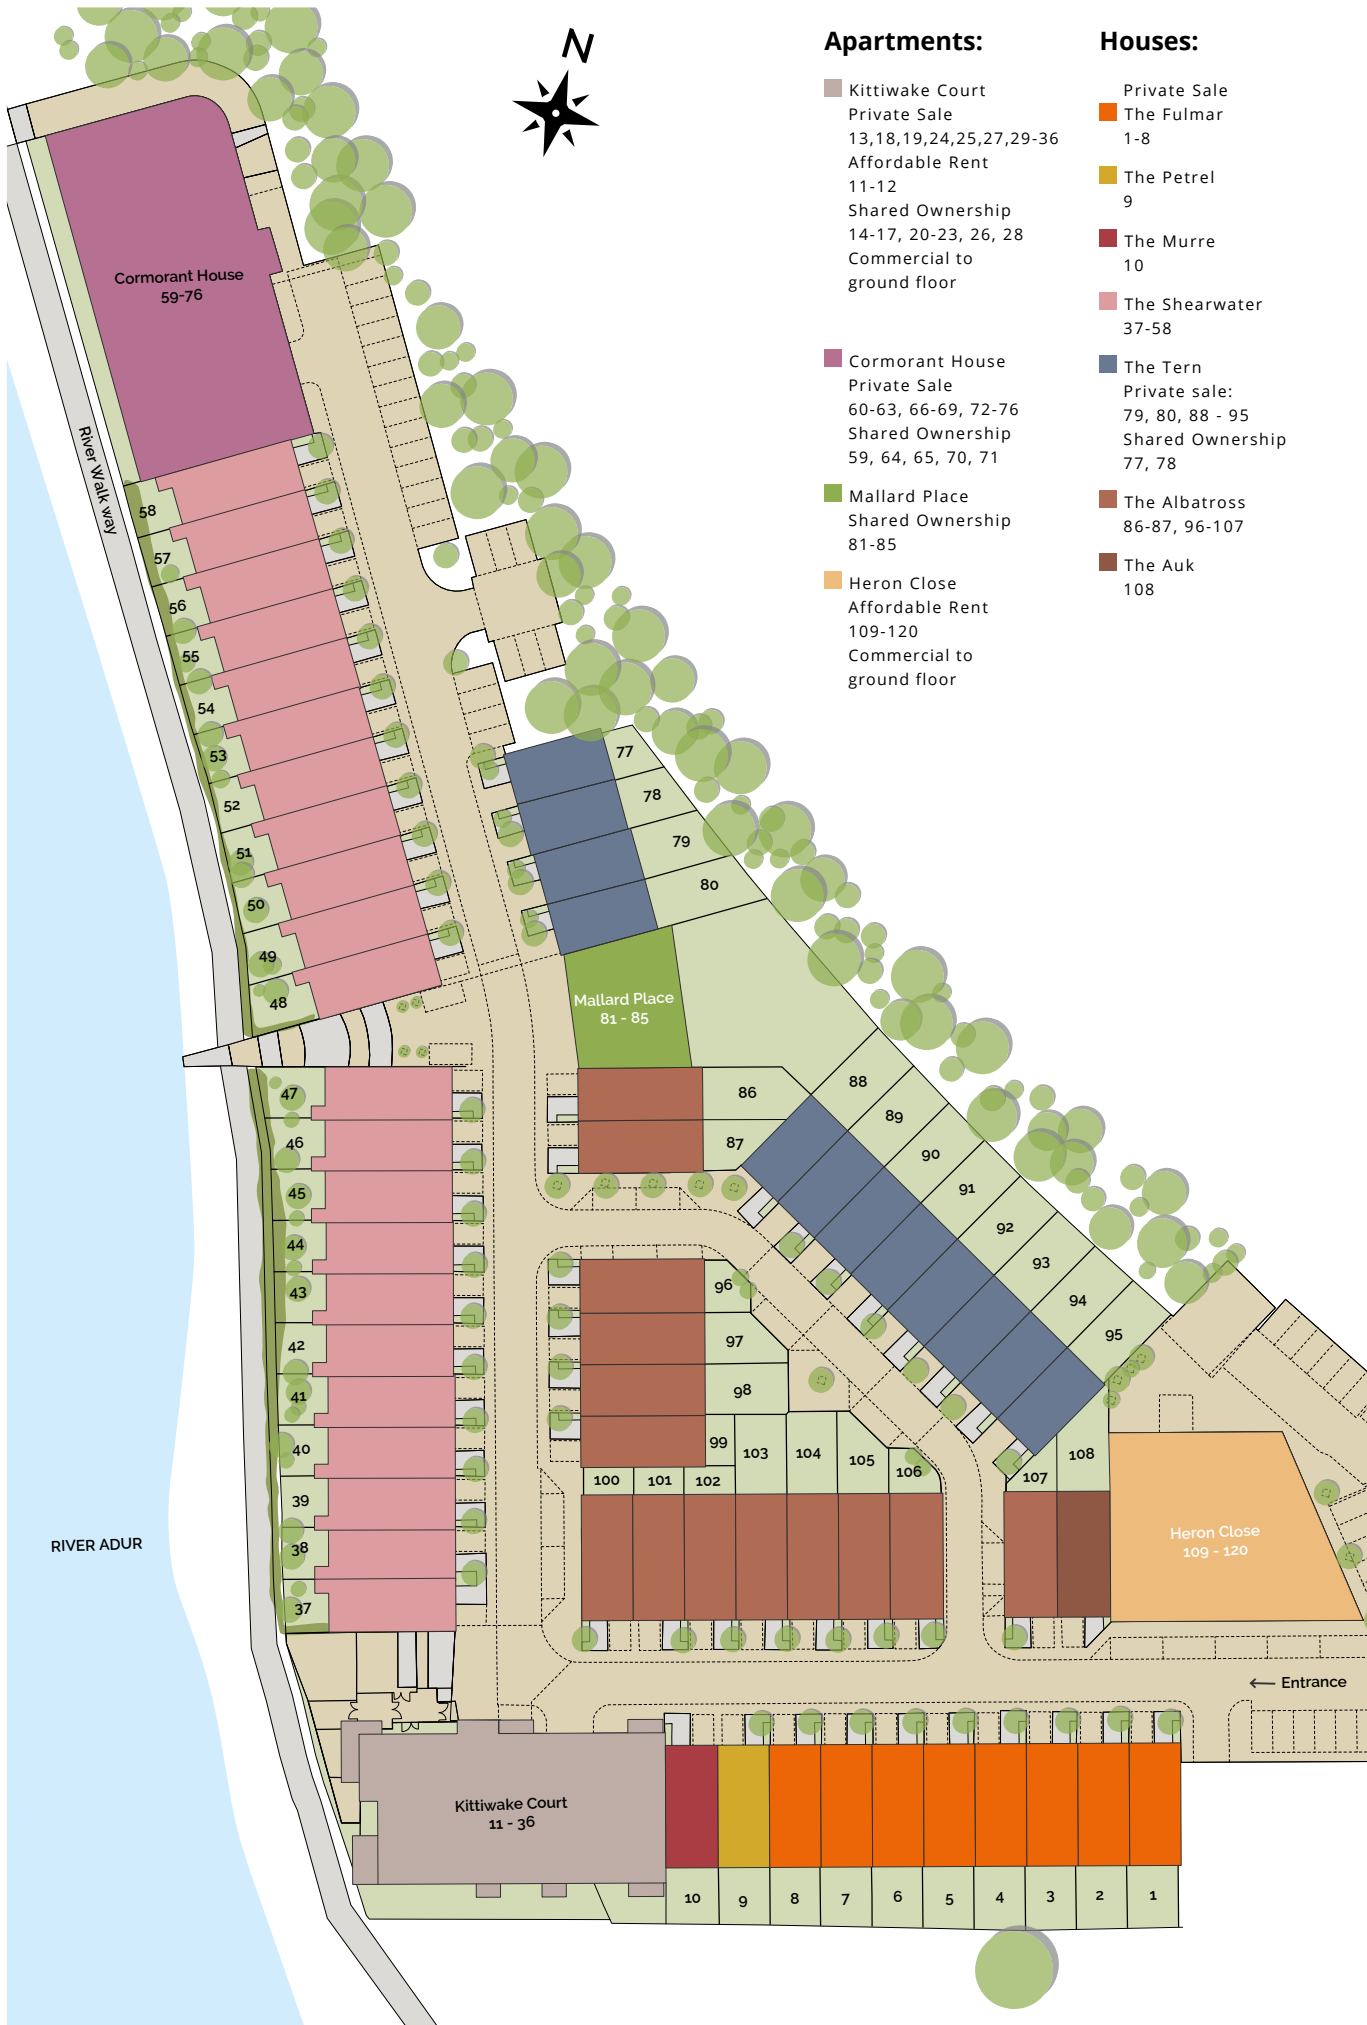 N
Apartments:
Kittiwake Court
Private Sale
13,18,19,24,25,27,29-36
Affordable Rent
11-12
Shared Ownership
14-17, 20-23, 26, 28
Commercial to
ground floor
Cormorant House
Private Sale
60-63, 66-69, 72-76
Shared Ownership
59, 64, 65, 70, 71
Mallard Place
Shared Ownership
81-85
Heron Close
Affordable Rent
109-120
Commercial to
ground floor
Houses:
Private Sale
The Fulmar
1-8
The Petrel
9
The Murre
10
The Shearwater
37-58
The Tern
Private sale:
79, 80, 88 - 95
Shared Ownership
77, 78
The Albatross
86-87, 96-107
The Auk
108
Cormorant House
59-76
River Walk way
58
57
56
55
54
53
52
51
50
49
48
77
78
79
80
Mallard Place
81 - 85
47
46
45
44
43
42
41
40
39
38
37
86
87
88
89
90
91
92
93
94
95
96
97
98
99
100
101
102
103
104
105
106
107
108
Heron Close
109 - 120
RIVER ADUR
← Entrance
Kittiwake Court
11 - 36
10
9
8
7
6
5
4
3
2
1